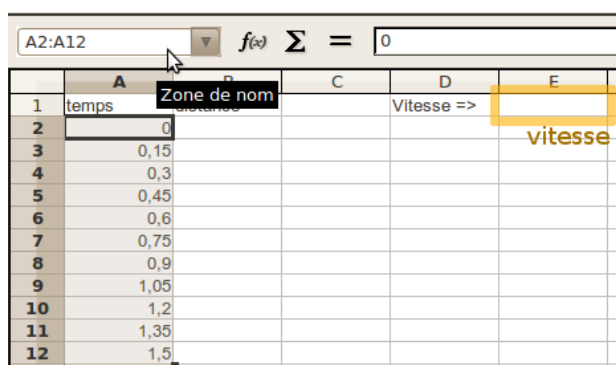 A2:A12 f(x) Σ = 0
A B C D E
Zone de nom
1 temps distance Vitesse =>
vitesse
2 0
3 0,15
4 0,3
5 0,45
6 0,6
7 0,75
8 0,9
9 1,05
10 1,2
11 1,35
12 1,5